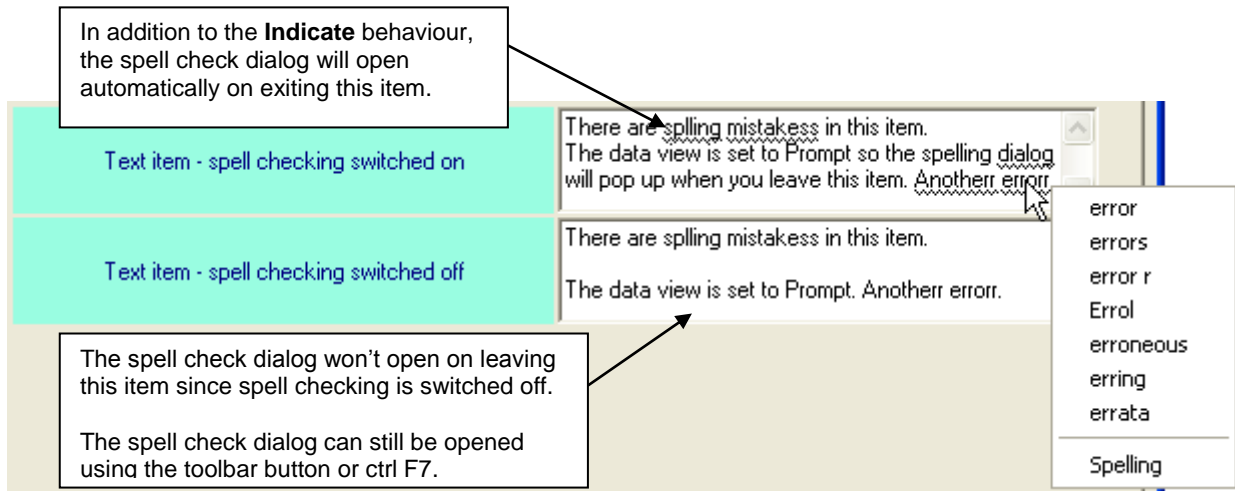 In addition to the Indicate behaviour,
the spell check dialog will open
automatically on exiting this item.
Text item - spell checking switched on
There are splling mistakess in this item.
The data view is set to Prompt so the spelling dialog
will pop up when you leave this item. Anotherr errorr
error
errors
error r
Errol
erroneous
erring
errata
Spelling
Text item - spell checking switched off
There are splling mistakess in this item.
The data view is set to Prompt. Anotherr errorr.
The spell check dialog won't open on leaving
this item since spell checking is switched off.
The spell check dialog can still be opened
using the toolbar button or ctrl F7.